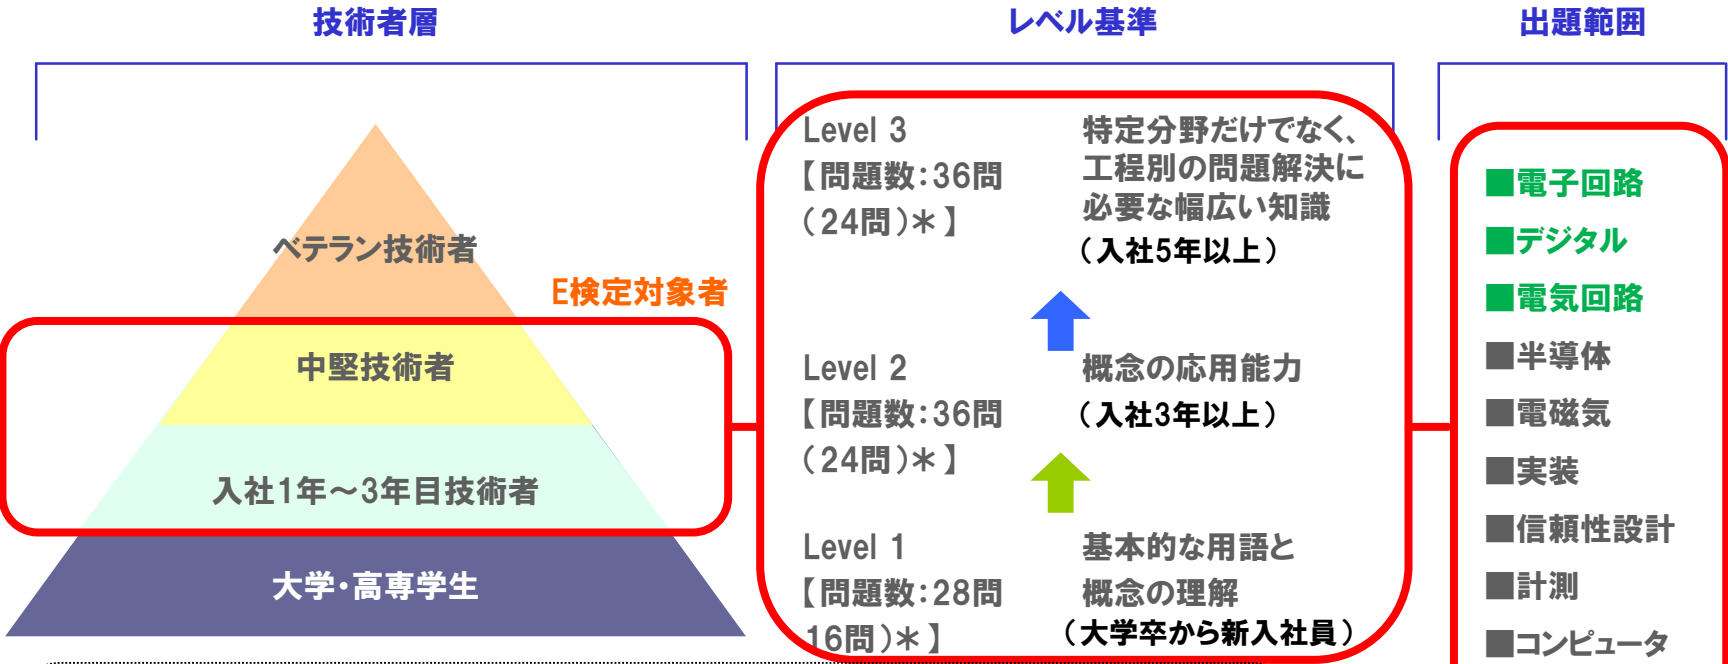 技術者層
レベル基準
出題範囲
ベテラン技術者
E検定対象者
中堅技術者
入社1年～3年目技術者
大学・高専学生
Level 3
【問題数：36問
（24問）＊】
特定分野だけでなく、
工程別の問題解決に
必要な幅広い知識
（入社5年以上）
Level 2
【問題数：36問
（24問）＊】
概念の応用能力
（入社3年以上）
Level 1
【問題数：28問
16問）＊】
基本的な用語と
概念の理解
（大学卒から新入社員）
■電子回路
■デジタル
■電気回路
■半導体
■電磁気
■実装
■信頼性設計
■計測
■コンピュータ